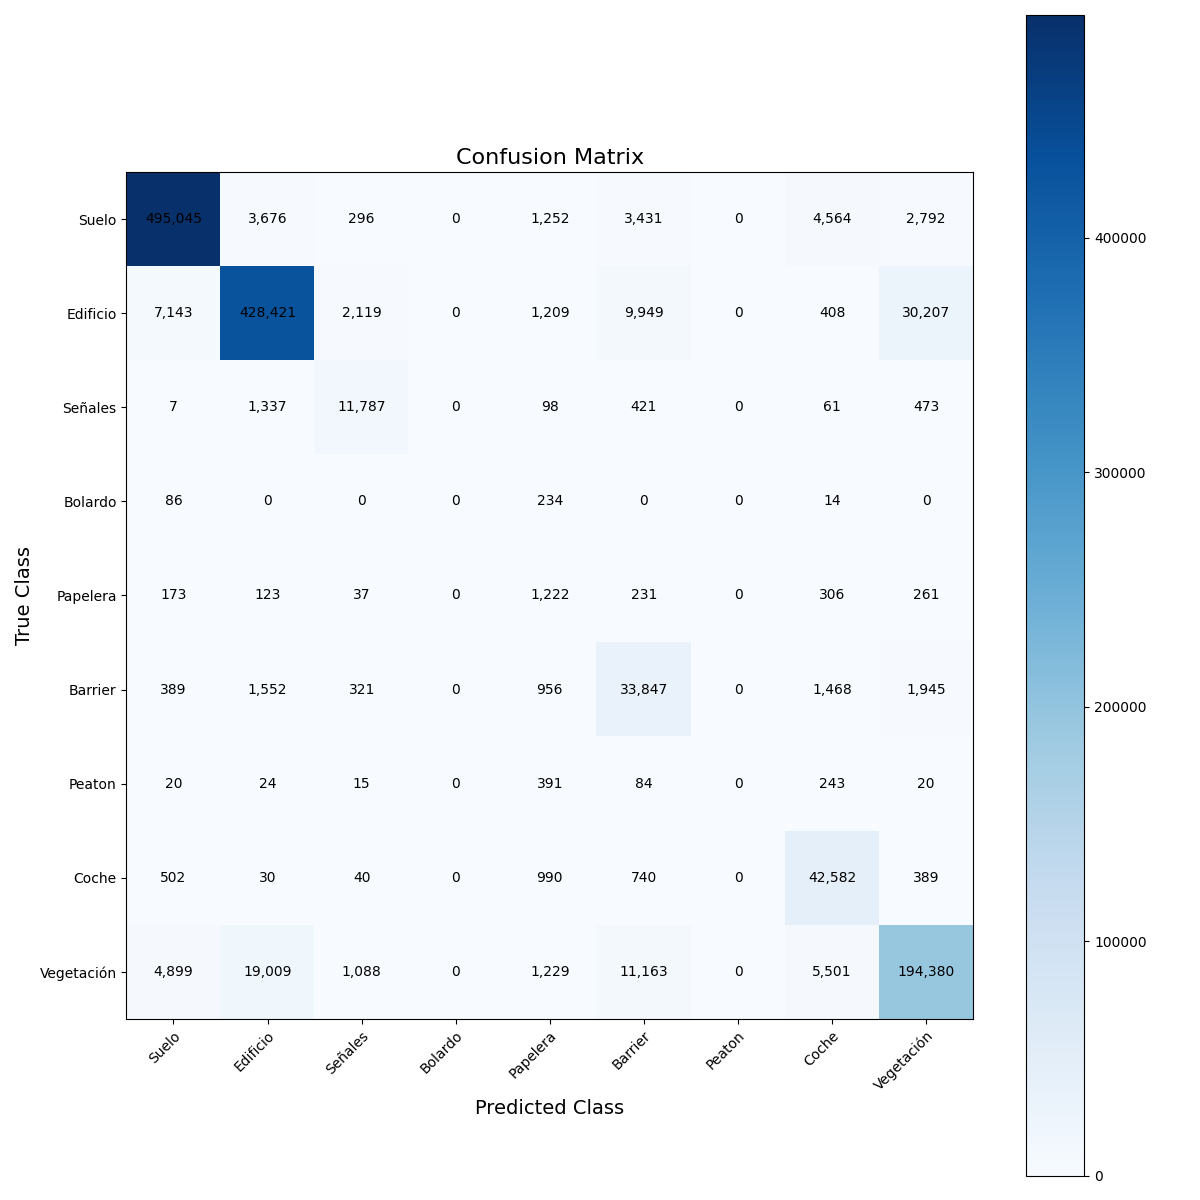 Confusion Matrix
Suelo 495,045 3,676 296 0 1,252 3,431 0 4,564 2,792
Edificio 7,143 428,421 2,119 0 1,209 9,949 0 408 30,207
Señales 7 1,337 11,787 0 98 421 0 61 473
Bolardo 86 0 0 0 234 0 0 14 0
Papelera 173 123 37 0 1,222 231 0 306 261
Barrier 389 1,552 321 0 956 33,847 0 1,468 1,945
Peaton 20 24 15 0 391 84 0 243 20
Coche 502 30 40 0 990 740 0 42,582 389
Vegetación 4,899 19,009 1,088 0 1,229 11,163 0 5,501 194,380
Suelo Edificio Señales Bolardo Papelera Barrier Peaton Coche Vegetación
Predicted Class
True Class
400000
300000
200000
100000
0